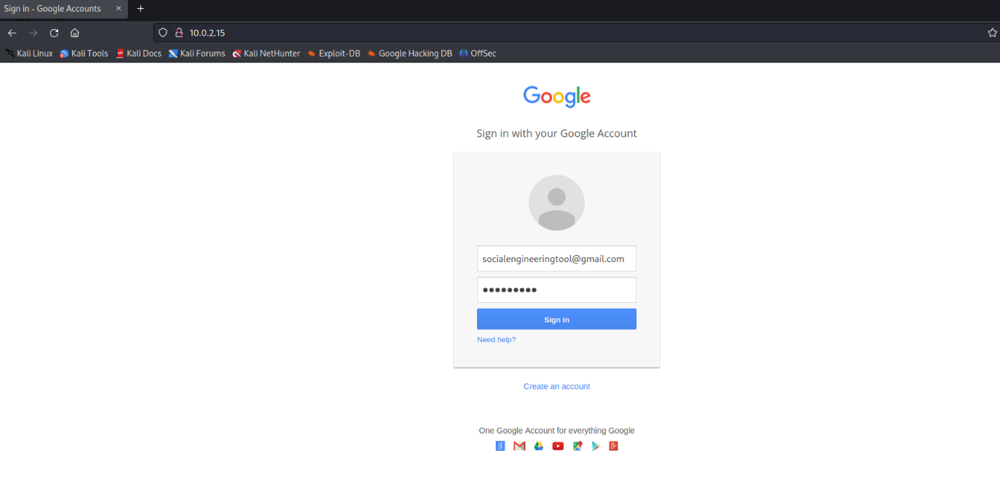 Sign in - Google Accounts
10.0.2.15
Kali Linux Kali Tools Kali Docs Kali Forums Kali NetHunter Exploit-DB Google Hacking DB OffSec
Google
Sign in with your Google Account
socialengineeringtool@gmail.com
•••••••••
Sign in
Need help?
Create an account
One Google Account for everything Google